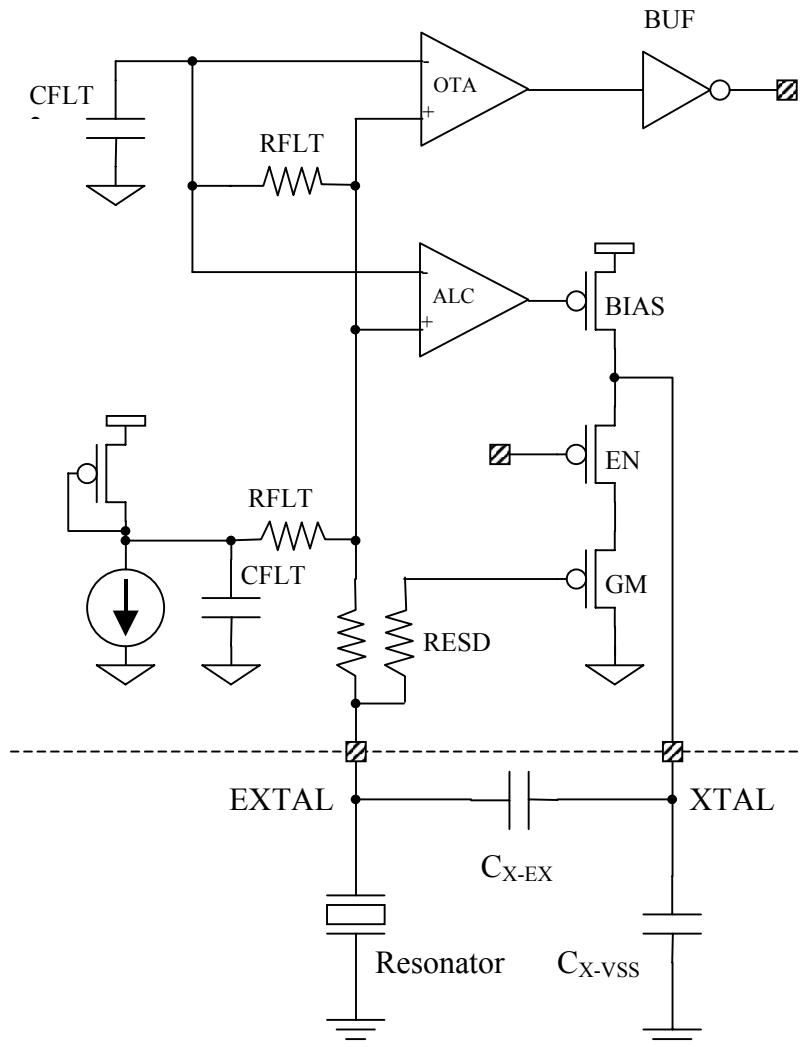 BUF
-
OTA
+
CFLT
RFLT
-
ALC
+
BIAS
EN
RFLT
CFLT
GM
RESD
EXTAL
XTAL
CX-EX
Resonator
CX-VSS